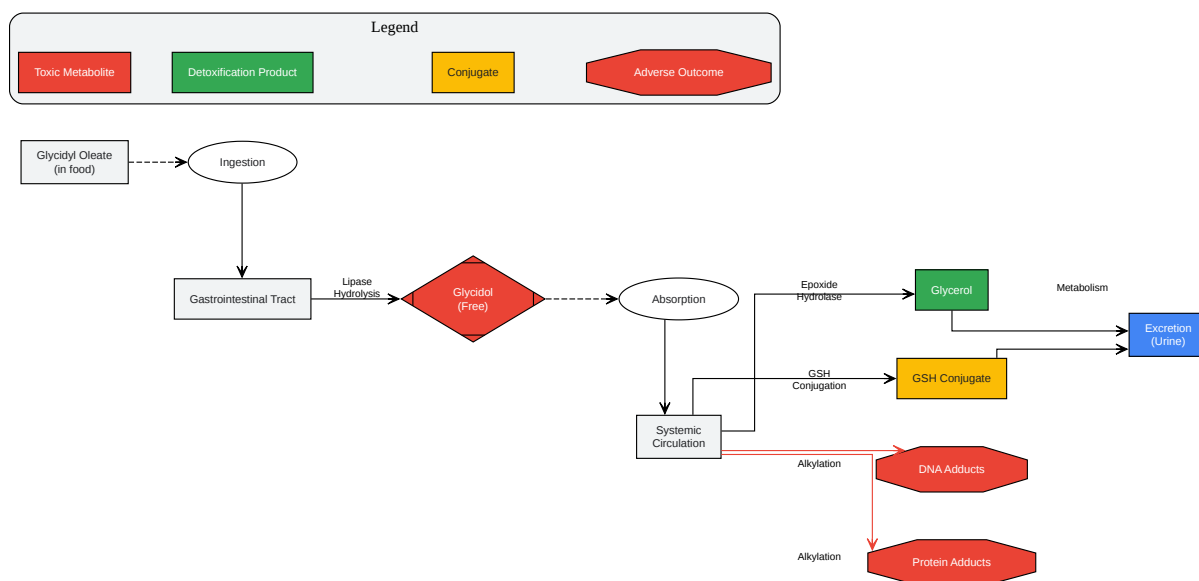 Legend
Toxic Metabolite
Detoxification Product
Conjugate
Adverse Outcome
Glycidyl Oleate
(in food)
Ingestion
Gastrointestinal Tract
Lipase
Hydrolysis
Glycidol
(Free)
Absorption
Epoxide
Hydrolase
Glycerol
Metabolism
Excretion
(Urine)
GSH
Conjugation
GSH Conjugate
Systemic
Circulation
Alkylation
DNA Adducts
Alkylation
Protein Adducts